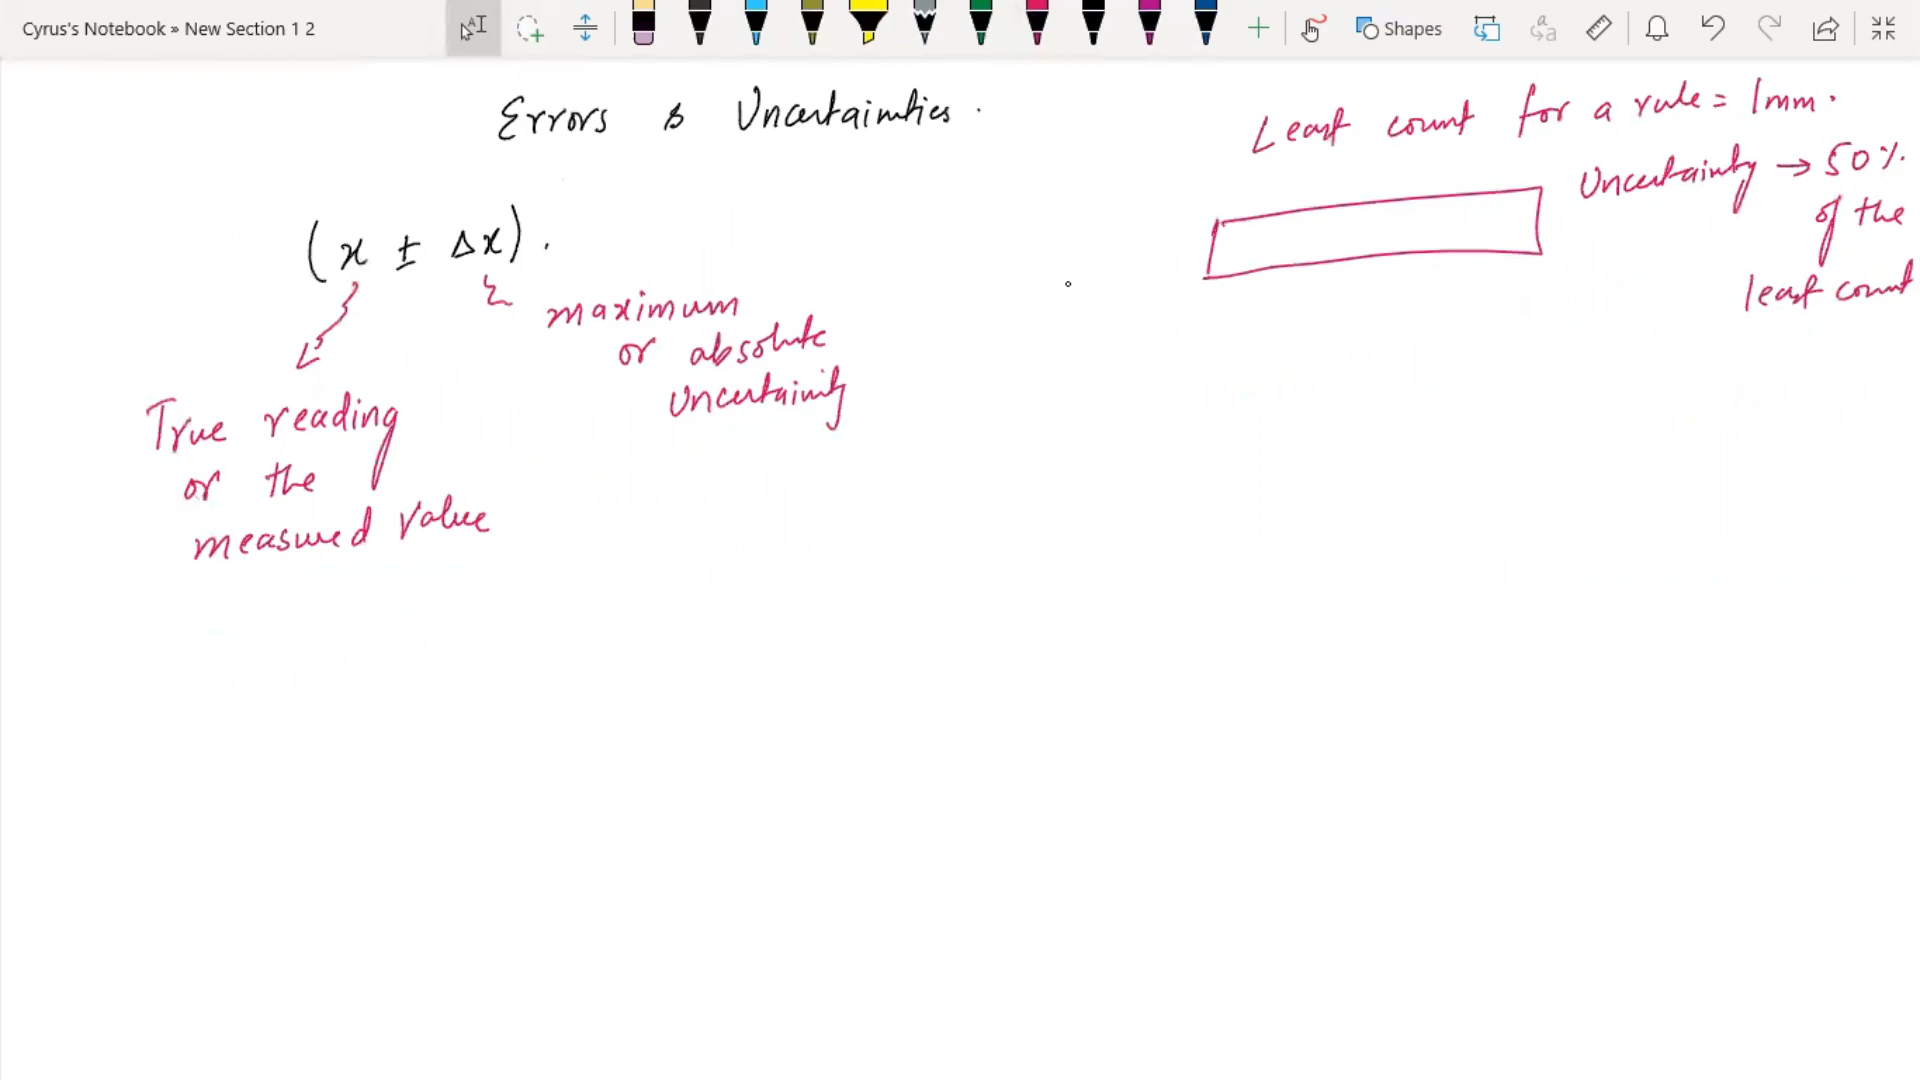 Cyrus's Notebook » New Section 1 2
Shapes
Errors & Uncertainties.
(x ± Δx).
True reading
or the
measured value
maximum
or absolute
uncertainity
Least count for a rule = 1mm.
Uncertainty → 50%
of the
least count